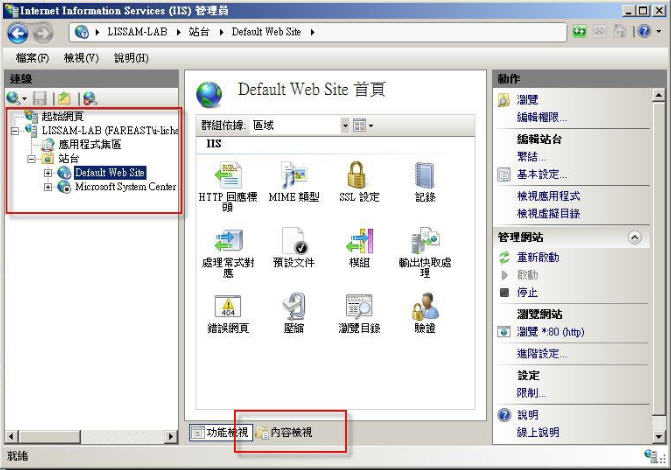 Internet Information Services (IIS) 管理員
LISSAM-LAB
站台
Default Web Site
檔案(F) 檢視(V) 說明(H)
連線
起始網頁
LISSAM-LAB (FAREAST\i-licha
應用程式集區
站台
Default Web Site
Microsoft System Center
Default Web Site 首頁
群組依據: 區域
IIS
HTTP 回應標頭
MIME 類型
SSL 設定
記錄
處理常式對應
預設文件
模組
輸出快取處理
錯誤網頁
壓縮
瀏覽目錄
驗證
404
功能檢視
內容檢視
動作
瀏覽
編輯權限...
編輯站台
繫結...
基本設定...
檢視應用程式
檢視虛擬目錄
管理網站
重新啟動
啟動
停止
瀏覽網站
瀏覽 *:80 (http)
進階設定...
設定
限制...
說明
線上說明
就緒